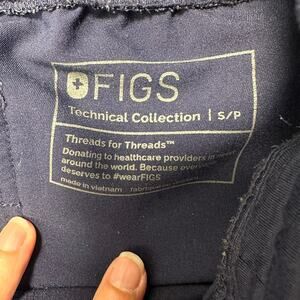 FIGS
Technical Collection | S/P
Threads for Threads™
Donating to healthcare providers in
around the world. Because
deserves to #wearFIGS
made in vietnam